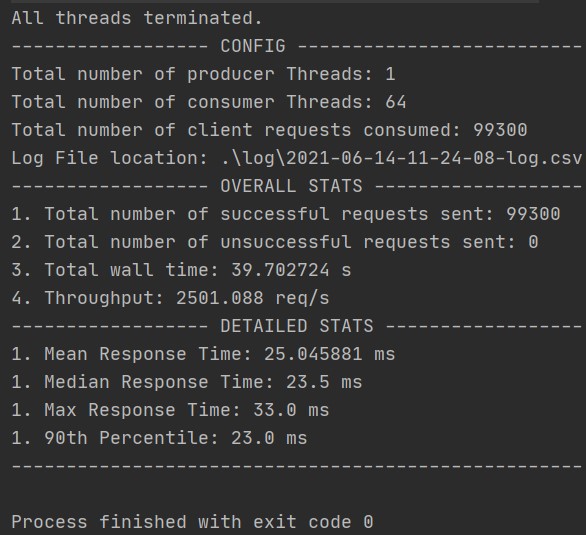 All threads terminated.
------------------ CONFIG --------------------------
Total number of producer Threads: 1
Total number of consumer Threads: 64
Total number of client requests consumed: 99300
Log File location: .\log\2021-06-14-11-24-08-log.csv
------------------ OVERALL STATS -------------------
1. Total number of successful requests sent: 99300
2. Total number of unsuccessful requests sent: 0
3. Total wall time: 39.702724 s
4. Throughput: 2501.088 req/s
------------------ DETAILED STATS ------------------
1. Mean Response Time: 25.045881 ms
1. Median Response Time: 23.5 ms
1. Max Response Time: 33.0 ms
1. 90th Percentile: 23.0 ms
----------------------------------------------------
Process finished with exit code 0